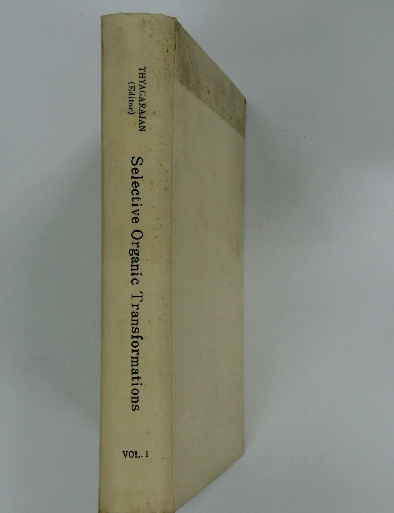 THYAGARAJAN
(Editor)
Selective Organic Transformations
VOL. 1